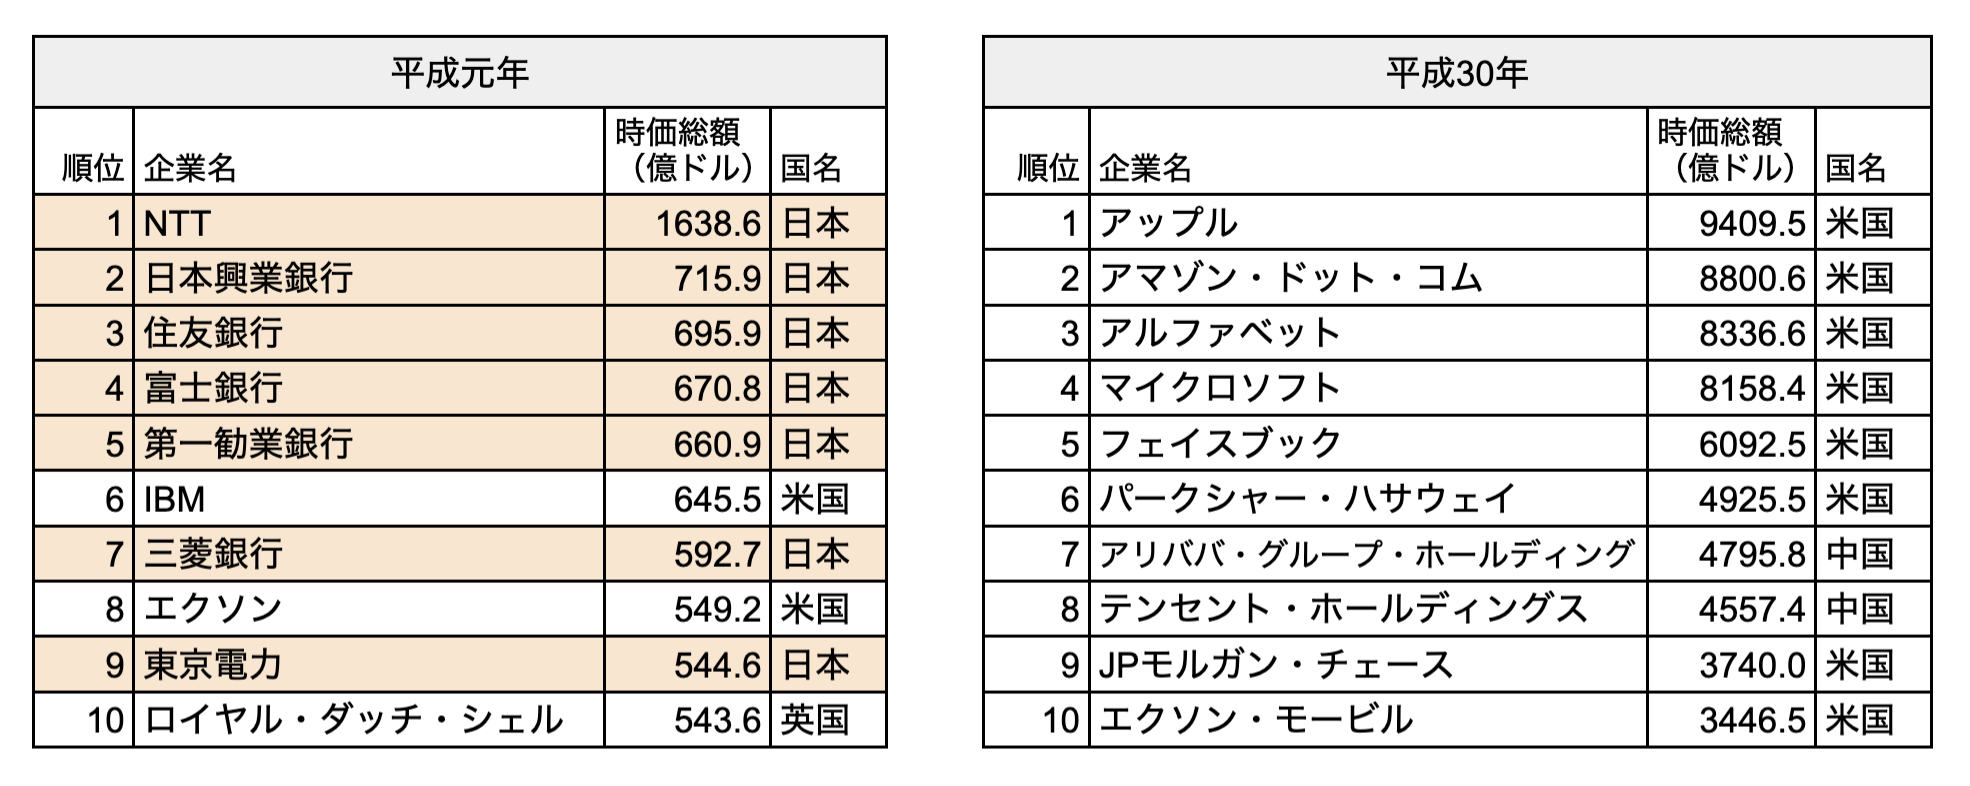 平成元年
順位 企業名 時価総額（億ドル） 国名
1 NTT 1638.6 日本
2 日本興業銀行 715.9 日本
3 住友銀行 695.9 日本
4 富士銀行 670.8 日本
5 第一勧業銀行 660.9 日本
6 IBM 645.5 米国
7 三菱銀行 592.7 日本
8 エクソン 549.2 米国
9 東京電力 544.6 日本
10 ロイヤル・ダッチ・シェル 543.6 英国
平成30年
順位 企業名 時価総額（億ドル） 国名
1 アップル 9409.5 米国
2 アマゾン・ドット・コム 8800.6 米国
3 アルファベット 8336.6 米国
4 マイクロソフト 8158.4 米国
5 フェイスブック 6092.5 米国
6 パークシャー・ハサウェイ 4925.5 米国
7 アリババ・グループ・ホールディング 4795.8 中国
8 テンセント・ホールディングス 4557.4 中国
9 JPモルガン・チェース 3740.0 米国
10 エクソン・モービル 3446.5 米国